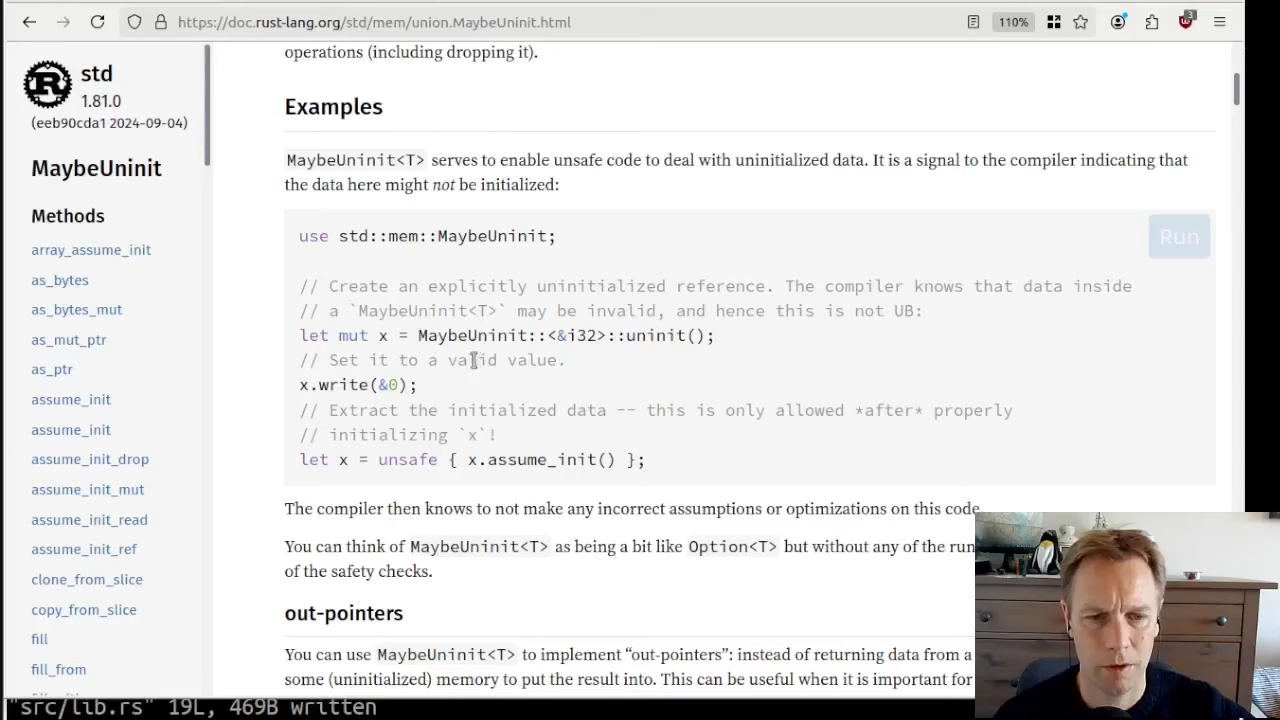 https://doc.rust-lang.org/std/mem/union.MaybeUninit.html
110%
3
std
1.81.0
(eeb90cda1 2024-09-04)
MaybeUninit
Methods
array_assume_init
as_bytes
as_bytes_mut
as_mut_ptr
as_ptr
assume_init
assume_init
assume_init_drop
assume_init_mut
assume_init_read
assume_init_ref
clone_from_slice
copy_from_slice
fill
fill_from
operations (including dropping it).
Examples
MaybeUninit<T> serves to enable unsafe code to deal with uninitialized data. It is a signal to the compiler indicating that
the data here might not be initialized:
Run
use std::mem::MaybeUninit;
// Create an explicitly uninitialized reference. The compiler knows that data inside
// a `MaybeUninit<T>` may be invalid, and hence this is not UB:
let mut x = MaybeUninit::<&i32>::uninit();
// Set it to a valid value.
x.write(&0);
// Extract the initialized data -- this is only allowed *after* properly
// initializing `x`!
let x = unsafe { x.assume_init() };
The compiler then knows to not make any incorrect assumptions or optimizations on this code.
You can think of MaybeUninit<T> as being a bit like Option<T> but without any of the run
of the safety checks.
out-pointers
You can use MaybeUninit<T> to implement “out-pointers”: instead of returning data from a
some (uninitialized) memory to put the result into. This can be useful when it is important for
"src/lib.rs" 19L, 469B written